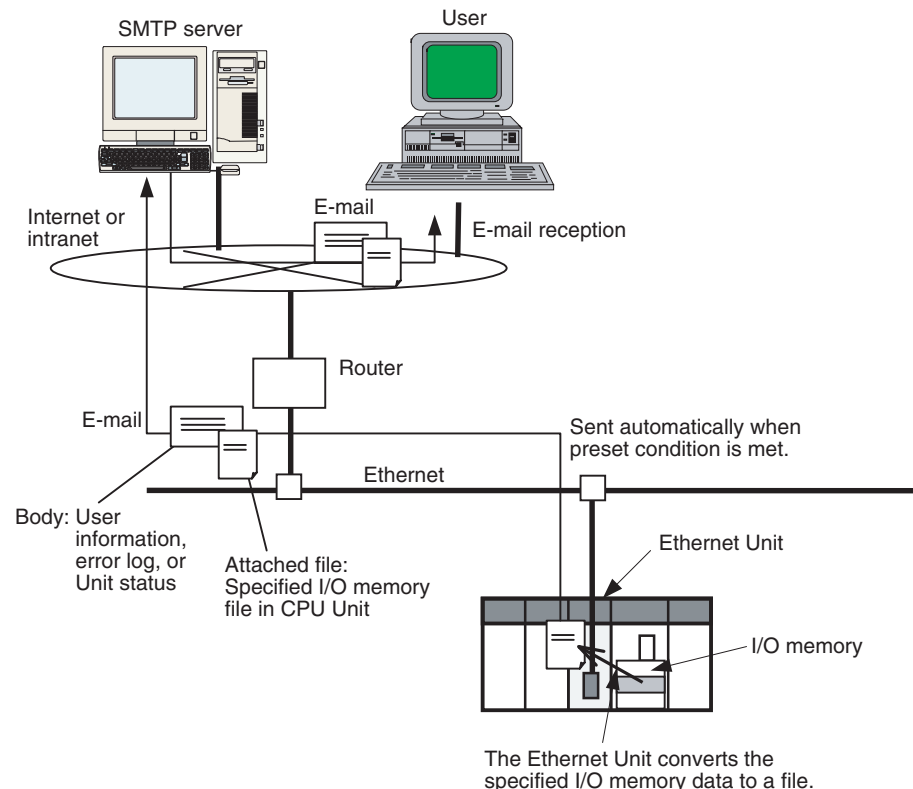 SMTP server
User
Internet or
intranet
E-mail
E-mail reception
Router
E-mail
Sent automatically when
preset condition is met.
Ethernet
Body: User
information,
error log, or
Unit status
Attached file:
Specified I/O memory
file in CPU Unit
Ethernet Unit
I/O memory
The Ethernet Unit converts the
specified I/O memory data to a file.